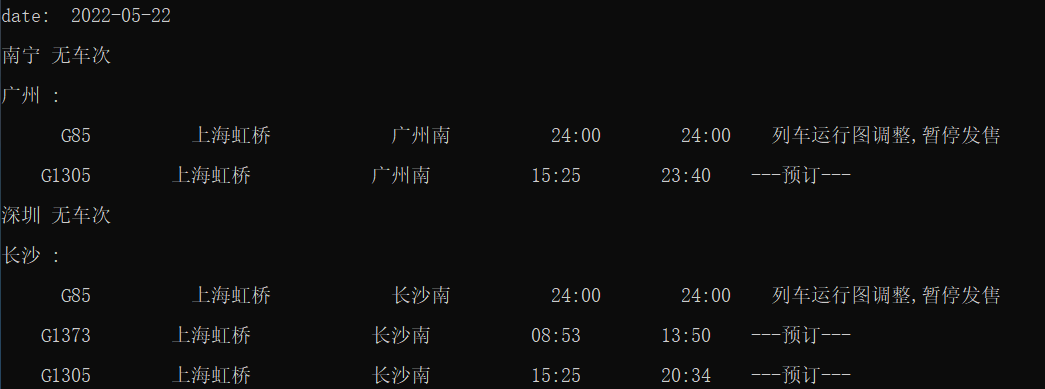 date:  2022-05-22
南宁 无车次
广州 :
G85 上海虹桥 广州南 24:00 24:00 列车运行图调整,暂停发售
G1305 上海虹桥 广州南 15:25 23:40 ---预订---
深圳 无车次
长沙 :
G85 上海虹桥 长沙南 24:00 24:00 列车运行图调整,暂停发售
G1373 上海虹桥 长沙南 08:53 13:50 ---预订---
G1305 上海虹桥 长沙南 15:25 20:34 ---预订---